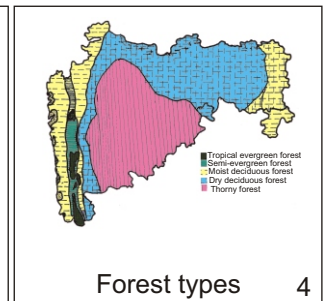 Tropical evergreen forest
Semi-evergreen forest
Moist deciduous forest
Dry deciduous forest
Thorny forest
Forest types 4